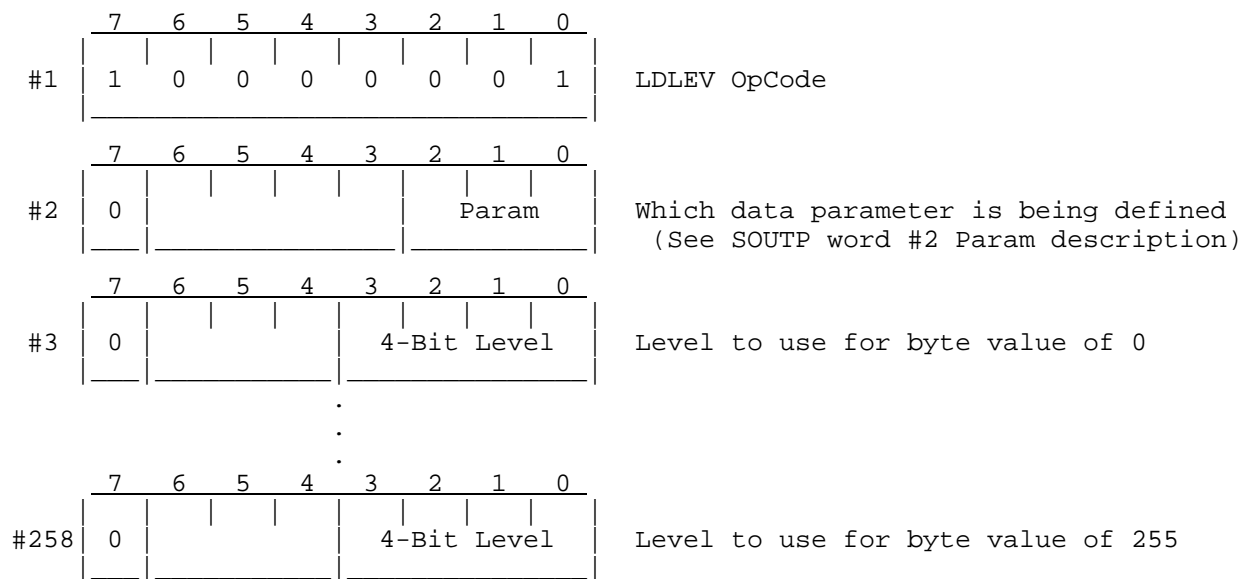 7 6 5 4 3 2 1 0
#1 1 0 0 0 0 0 0 1 LDLEV OpCode
7 6 5 4 3 2 1 0
#2 0 Param Which data parameter is being defined
(See SOUTP word #2 Param description)
7 6 5 4 3 2 1 0
#3 0 4-Bit Level Level to use for byte value of 0
.
.
.
7 6 5 4 3 2 1 0
#258 0 4-Bit Level Level to use for byte value of 255